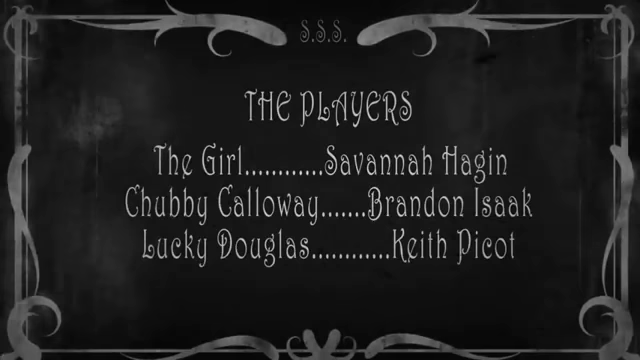 S.S.S.
THE PLAYERS
The Girl............Savannah Hagin
Chubby Calloway.......Brandon Isaak
Lucky Douglas............Keith Picot